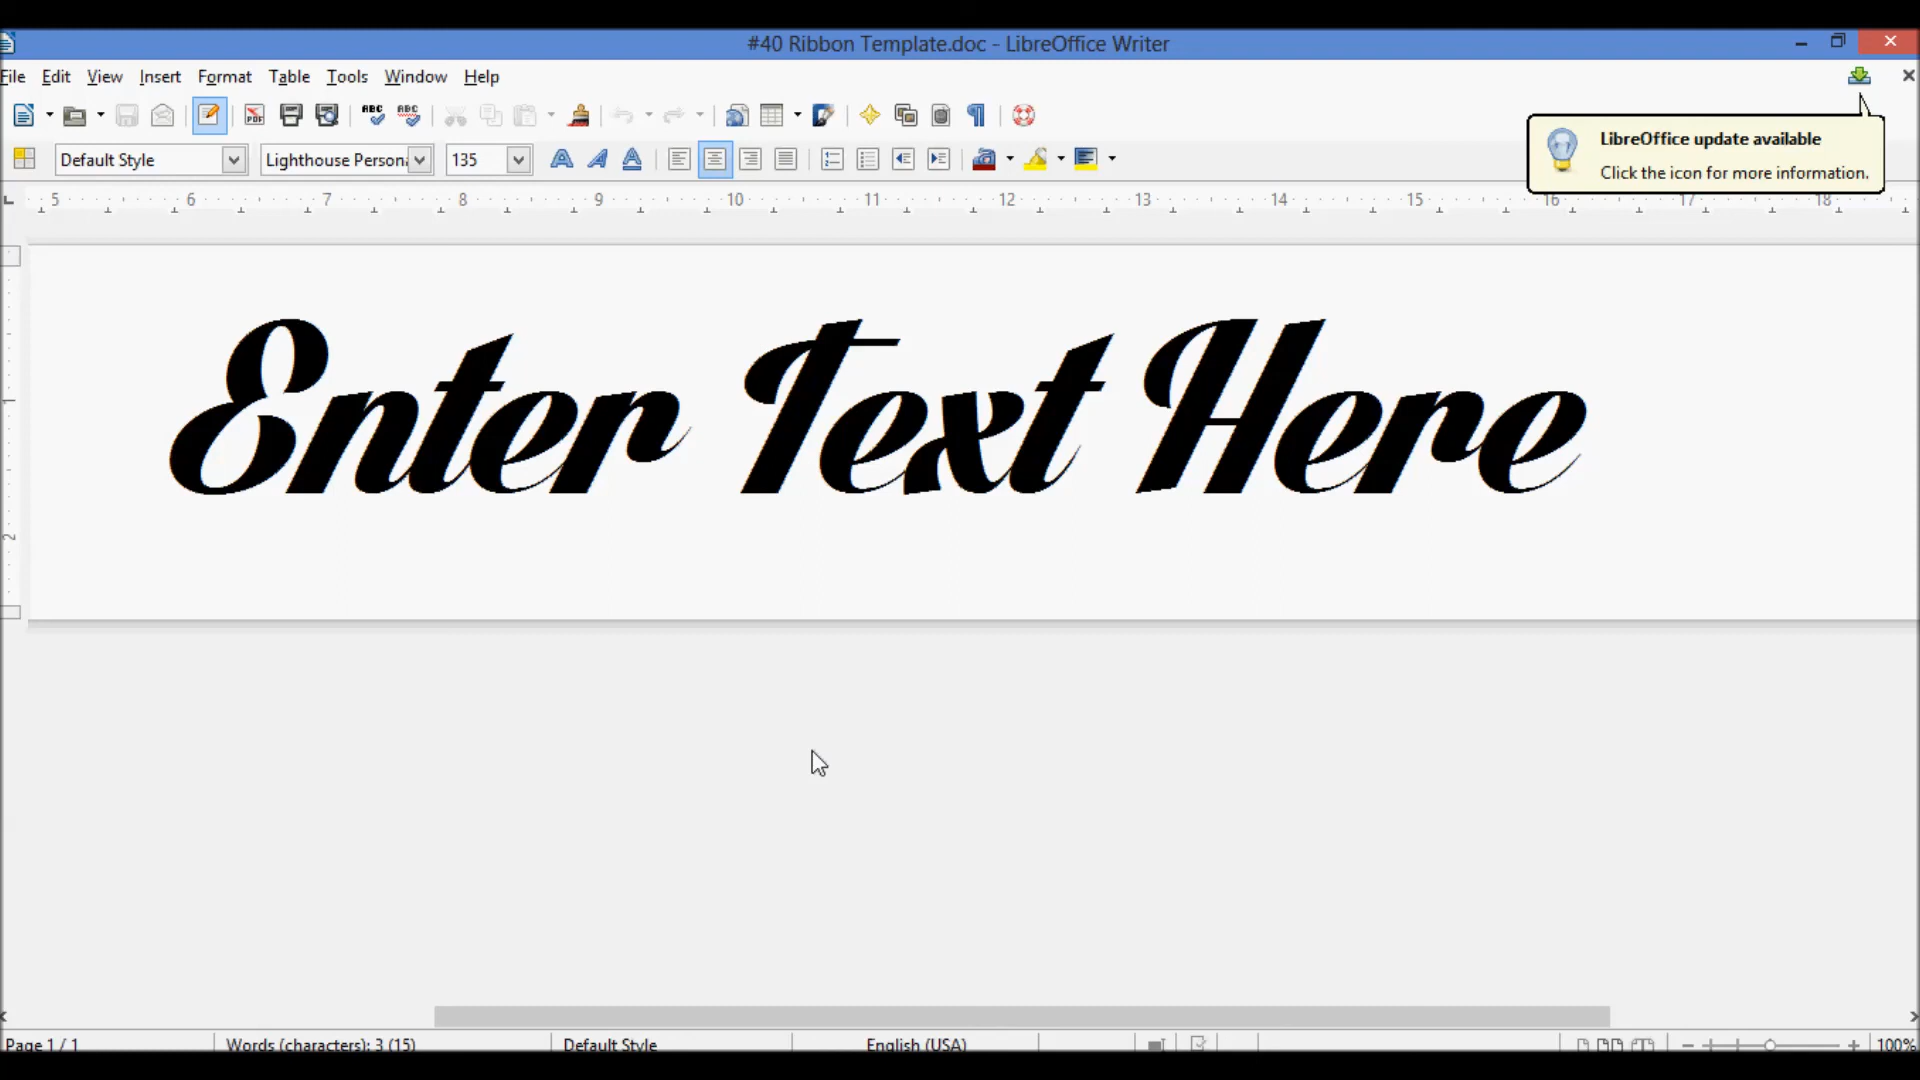 #40 Ribbon Template.doc - LibreOffice Writer
File Edit View Insert Format Table Tools Window Help
LibreOffice update available
Click the icon for more information.
Default Style Lighthouse Person 135
5 6 7 8 9 10 11 12 13 14 15 16 17 18
1
2
Enter Text Here
Page 1 / 1 Words (characters): 3 (15) Default Style English (USA) 100%